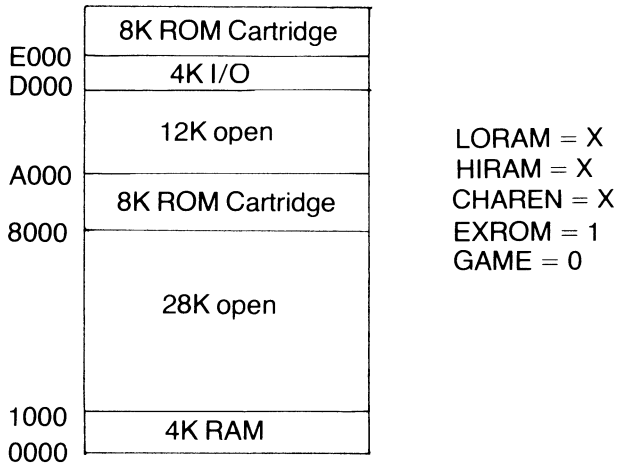 8K ROM Cartridge
E000
4K I/O
D000
12K open
A000
8K ROM Cartridge
8000
28K open
1000
4K RAM
0000
LORAM = X
HIRAM = X
CHAREN = X
EXROM = 1
GAME = 0